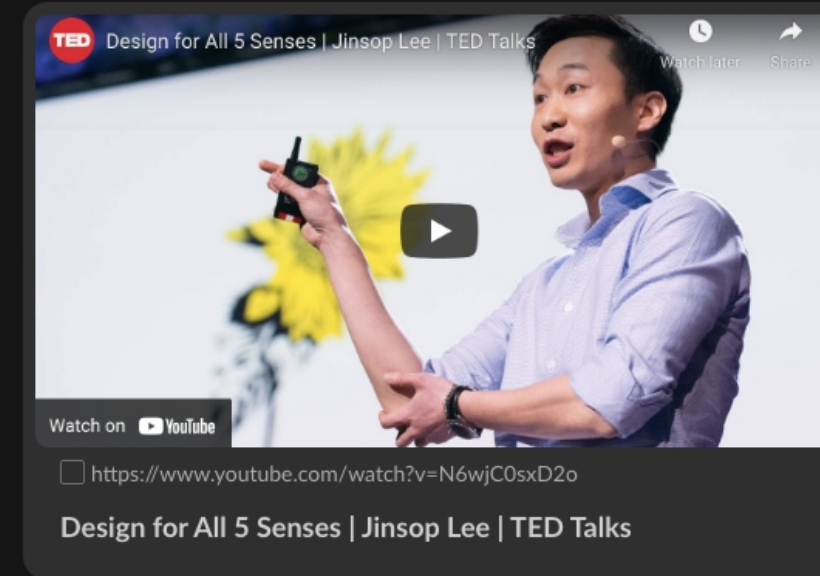 TED Design for All 5 Senses | Jinsop Lee | TED Talks
Watch later Share
Watch on YouTube
https://www.youtube.com/watch?v=N6wjC0sxD2o
Design for All 5 Senses | Jinsop Lee | TED Talks